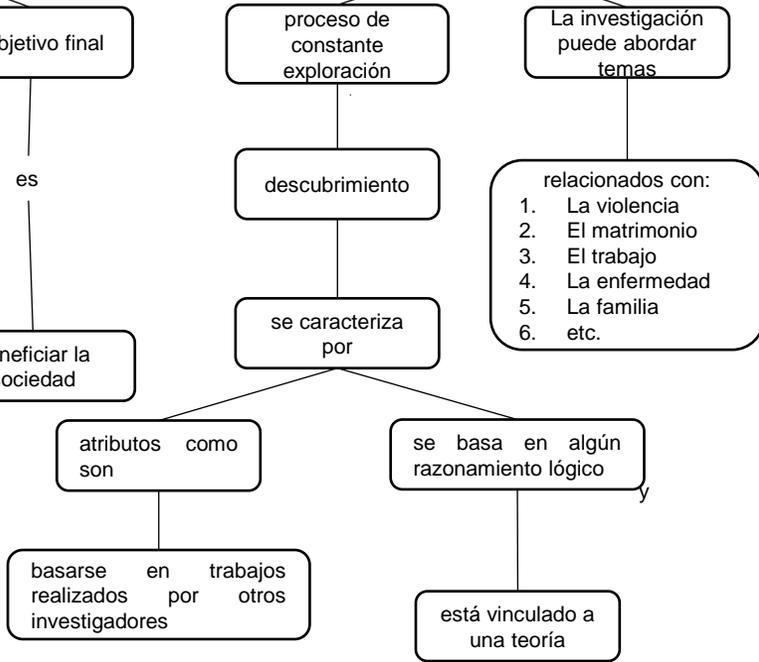 bjetivo final
es
neficiar la
ociedad
proceso de
constante
exploración
descubrimiento
se caracteriza
por
atributos como
son
basarse en trabajos
realizados por otros
investigadores
se basa en algún
razonamiento lógico
y
está vinculado a
una teoría
La investigación
puede abordar
temas
relacionados con:
1. La violencia
2. El matrimonio
3. El trabajo
4. La enfermedad
5. La familia
6. etc.